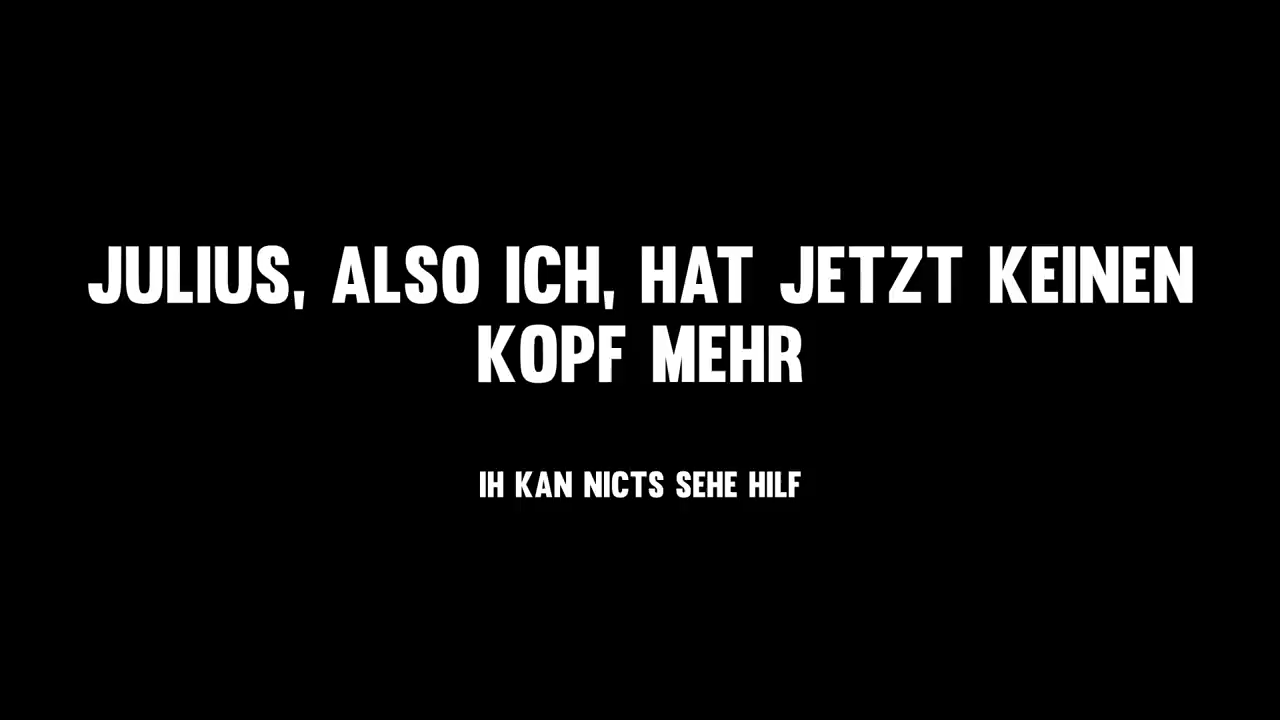 JULIUS, ALSO ICH, HAT JETZT KEINEN
KOPF MEHR
IH KAN NICTS SEHE HILF